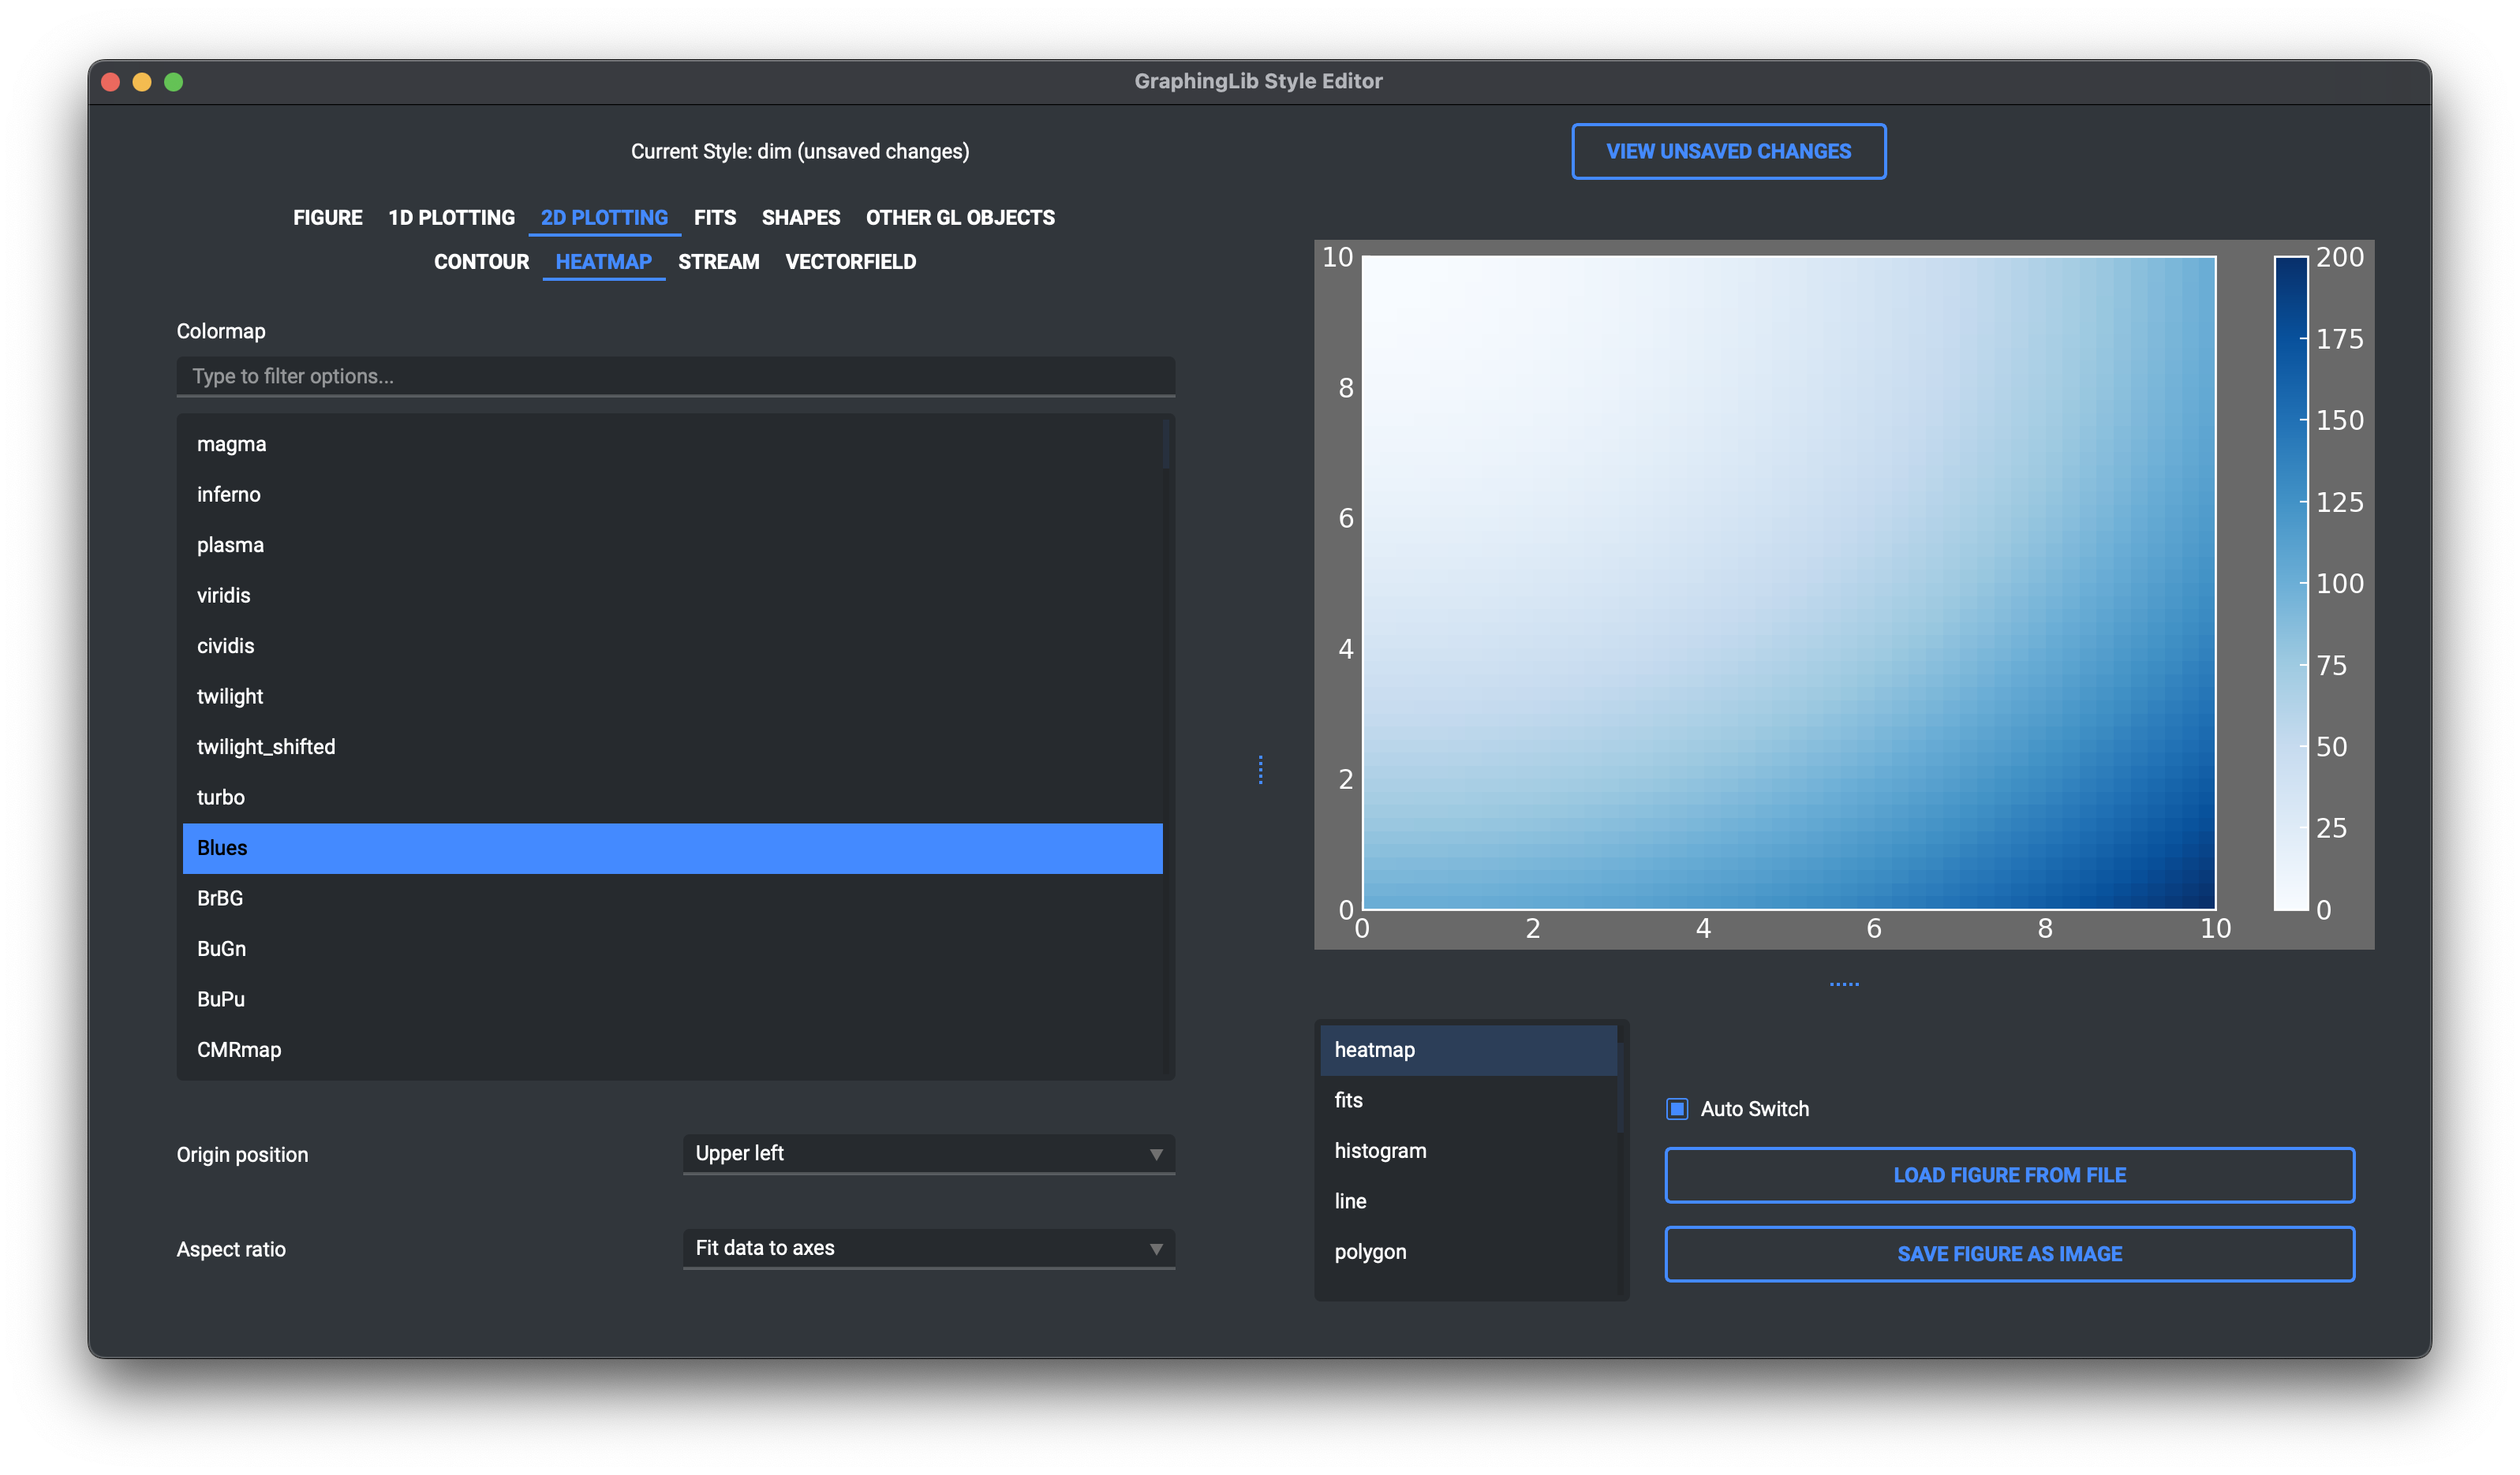 GraphingLib Style Editor
Current Style: dim (unsaved changes)
VIEW UNSAVED CHANGES
FIGURE 1D PLOTTING 2D PLOTTING FITS SHAPES OTHER GL OBJECTS
CONTOUR HEATMAP STREAM VECTORFIELD
Colormap
Type to filter options...
magma
inferno
plasma
viridis
cividis
twilight
twilight_shifted
turbo
Blues
BrBG
BuGn
BuPu
CMRmap
Origin position
Upper left
Aspect ratio
Fit data to axes
10
8
6
4
2
0
0 2 4 6 8 10
200
175
150
125
100
75
50
25
0
heatmap
fits
histogram
line
polygon
Auto Switch
LOAD FIGURE FROM FILE
SAVE FIGURE AS IMAGE